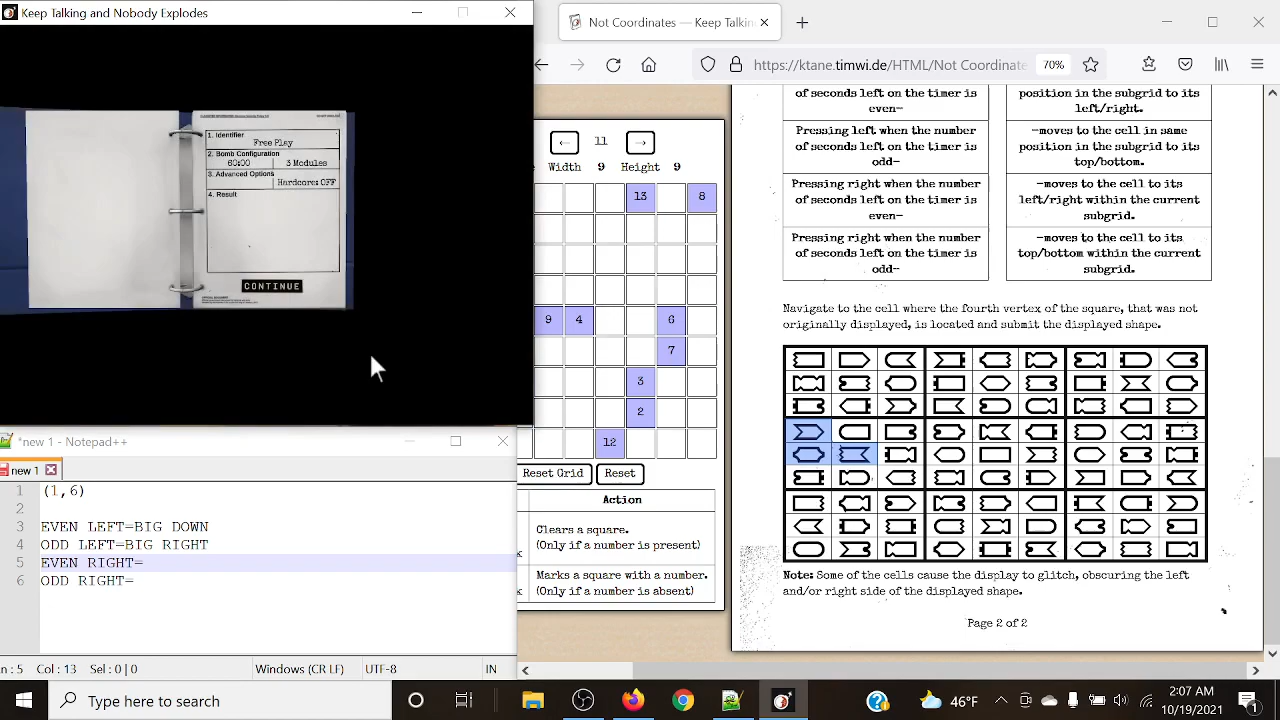 Keep Talking and Nobody Explodes
Not Coordinates — Keep Talking
https://ktane.timwi.de/HTML/Not Coordinate
70%
1. Identifier
Free Play
2. Bomb Configuration
60:00
3 Modules
3. Advanced Options
Hardcore: OFF
4. Result
CONTINUE
← 11 →
Width 9 Height 9
13 8
9 4 6
7
3
2
12
Reset Grid
Reset
Action
Clears a square.
(Only if a number is present)
Marks a square with a number.
(Only if a number is absent)
of seconds left on the timer is
even–
position in the subgrid to its
left/right.
Pressing left when the number
of seconds left on the timer is
odd–
–moves to the cell in same
position in the subgrid to its
top/bottom.
Pressing right when the number
of seconds left on the timer is
even–
–moves to the cell to its
left/right within the current
subgrid.
Pressing right when the number
of seconds left on the timer is
odd–
–moves to the cell to its
top/bottom within the current
subgrid.
Navigate to the cell where the fourth vertex of the square, that was not
originally displayed, is located and submit the displayed shape.
Note: Some of the cells cause the display to glitch, obscuring the left
and/or right side of the displayed shape.
Page 2 of 2
*new 1 - Notepad++
new 1
1 (1,6)
2
3 EVEN LEFT=BIG DOWN
4 ODD LEFT=BIG RIGHT
5 EVEN RIGHT=
6 ODD RIGHT=
Ln : 5 Col : 13 Sel : 0 | 0
Windows (CR LF)
UTF-8
IN
Type here to search
46°F
2:07 AM
10/19/2021